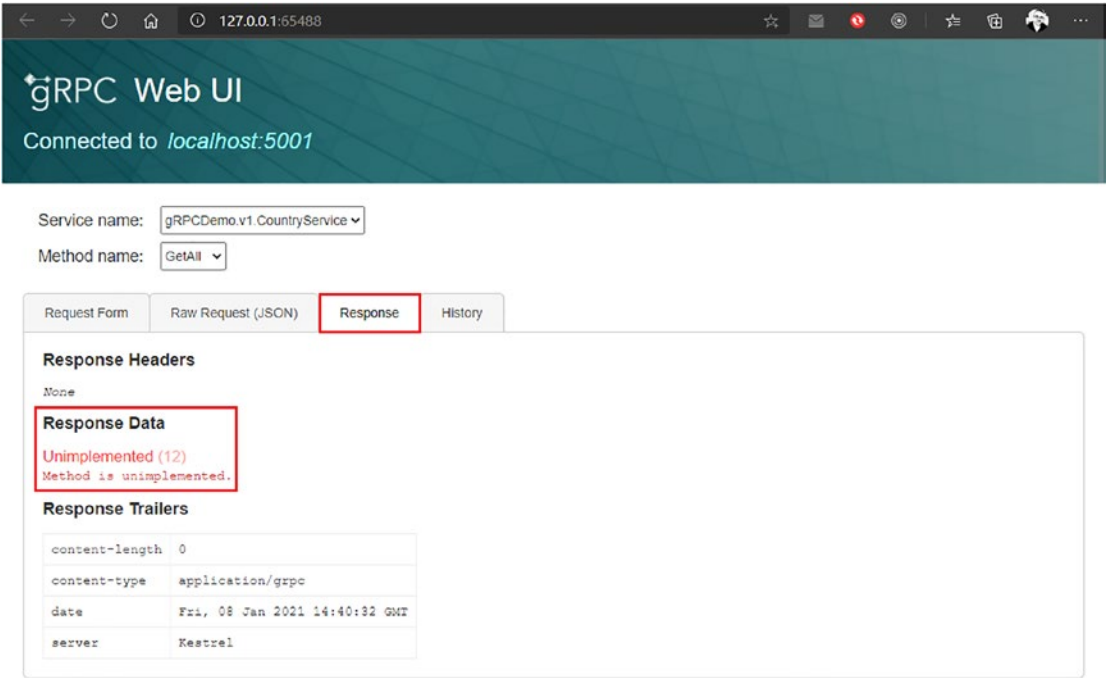 127.0.0.1:65488
gRPC Web UI
Connected to localhost:5001
Service name: gRPCDemo.v1.CountryService
Method name: GetAll
Request Form Raw Request (JSON) Response History
Response Headers
None
Response Data
Unimplemented (12)
Method is unimplemented.
Response Trailers
content-length 0
content-type application/grpc
date Fri, 08 Jan 2021 14:40:32 GMT
server Kestrel